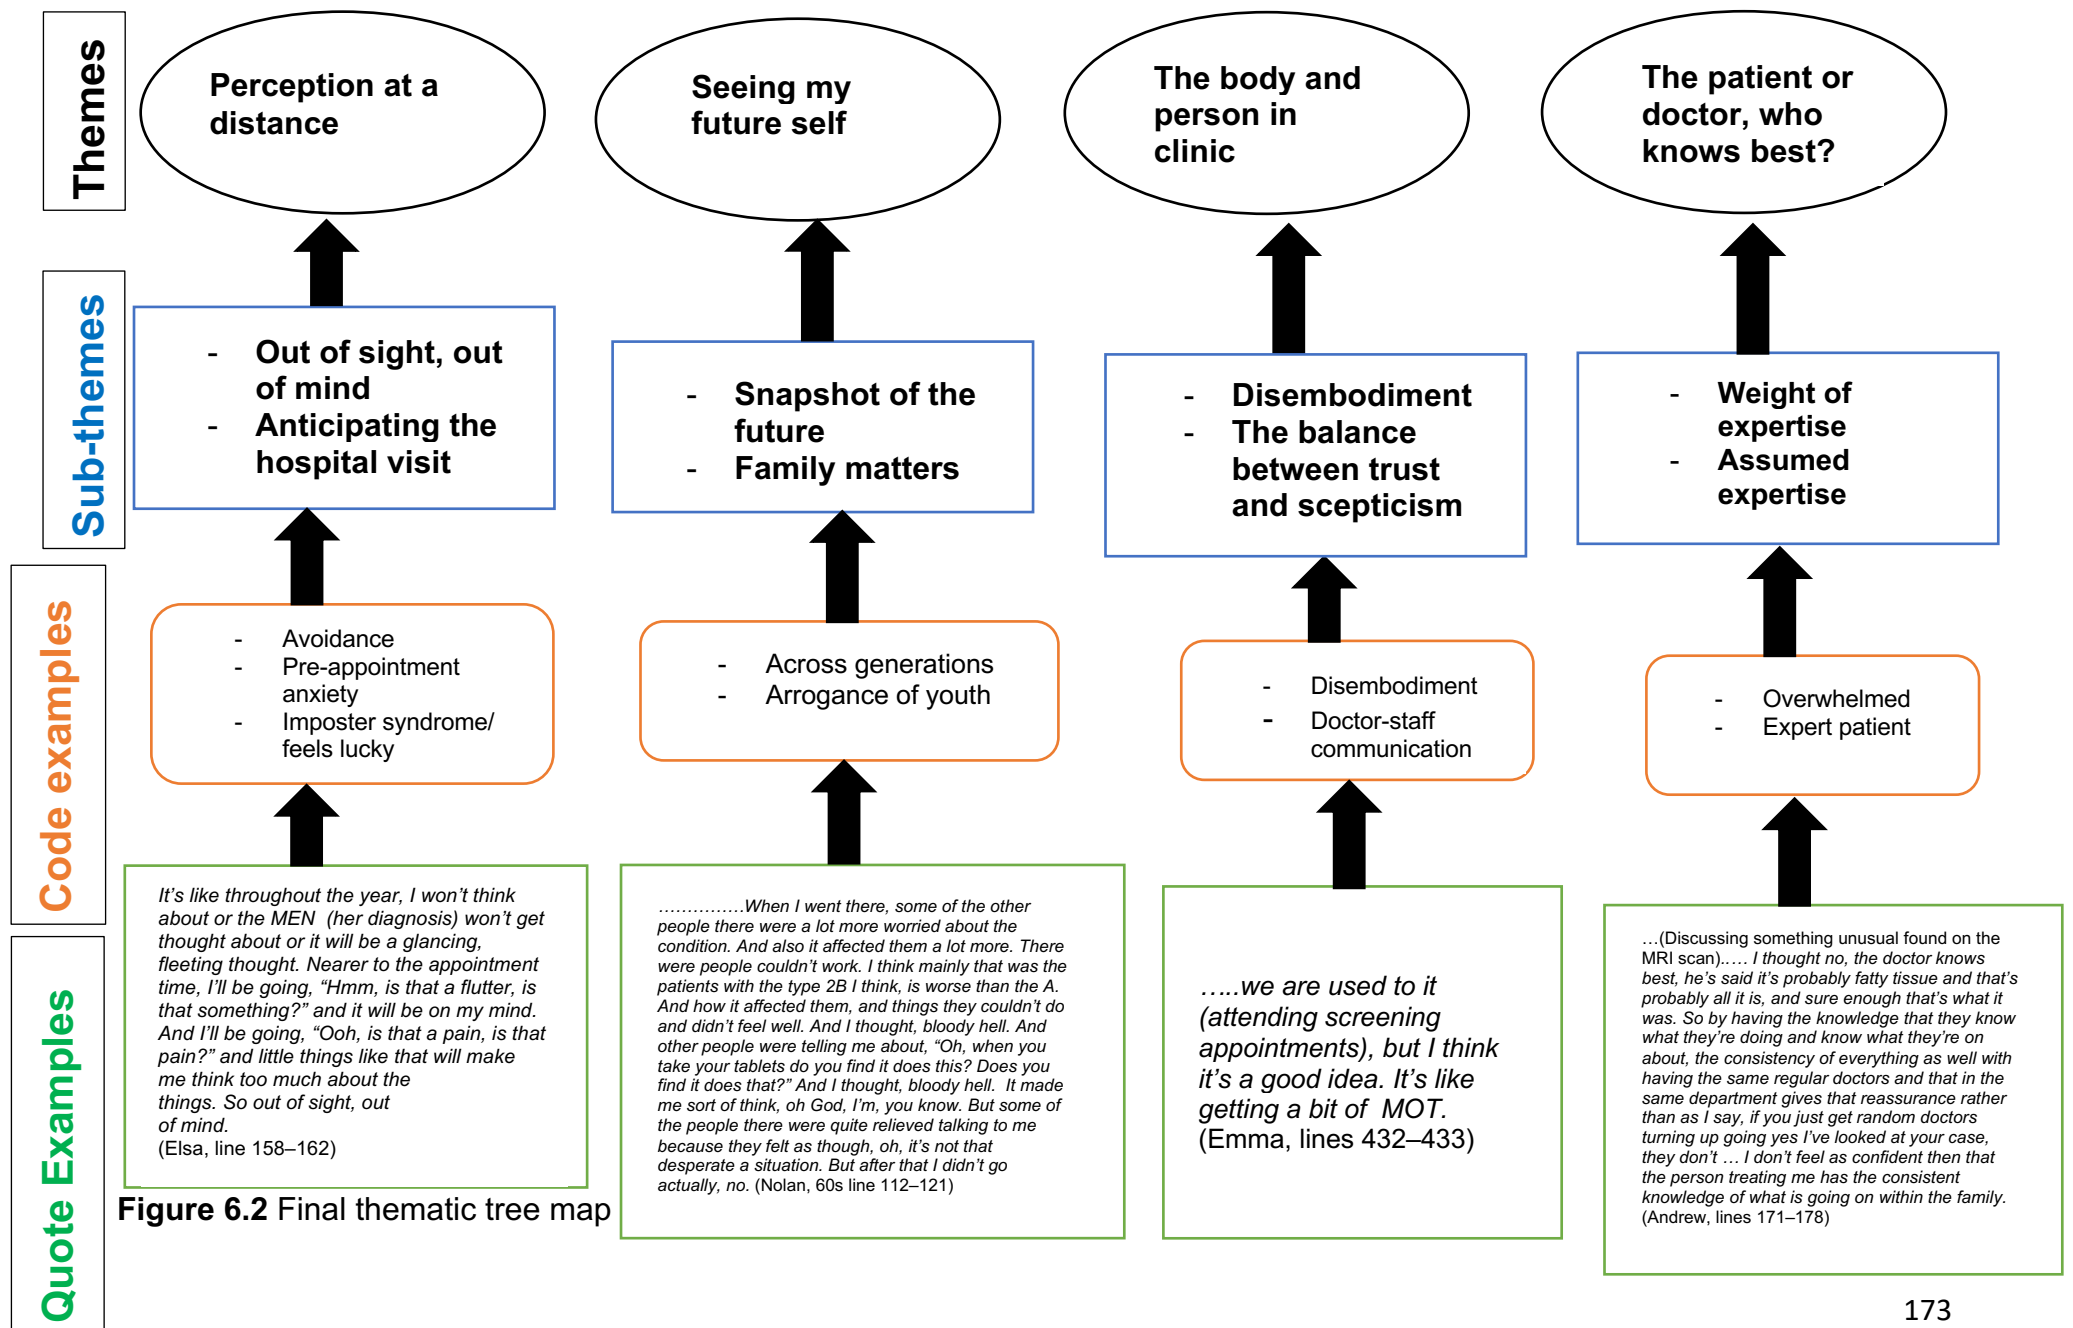 Themes
Perception at a
distance
Seeing my
future self
The body and
person in
clinic
The patient or
doctor, who
knows best?
Sub-themes
- Out of sight, out
of mind
- Anticipating the
hospital visit
- Snapshot of the
future
- Family matters
- Disembodiment
- The balance
between trust
and scepticism
- Weight of
expertise
- Assumed
expertise
Code examples
- Avoidance
- Pre-appointment
anxiety
- Imposter syndrome/
feels lucky
- Across generations
- Arrogance of youth
- Disembodiment
- Doctor-staff
communication
- Overwhelmed
- Expert patient
Quote Examples
It's like throughout the year, I won't think
about or the MEN (her diagnosis) won't get
thought about or it will be a glancing,
fleeting thought. Nearer to the appointment
time, I'll be going, “Hmm, is that a flutter, is
that something?” and it will be on my mind.
And I'll be going, “Ooh, is that a pain, is that
pain?” and little things like that will make
me think too much about the
things. So out of sight, out
of mind.
(Elsa, line 158–162)
……………When I went there, some of the other
people there were a lot more worried about the
condition. And also it affected them a lot more. There
were people couldn't work. I think mainly that was the
patients with the type 2B I think, is worse than the A.
And how it affected them, and things they couldn't do
and didn't feel well. And I thought, bloody hell. And
other people were telling me about, “Oh, when you
take your tablets do you find it does this? Does you
find it does that?” And I thought, bloody hell. It made
me sort of think, oh God, I'm, you know. But some of
the people there were quite relieved talking to me
because they felt as though, oh, it's not that
desperate a situation. But after that I didn't go
actually, no. (Nolan, 60s line 112–121)
…..we are used to it
(attending screening
appointments), but I think
it's a good idea. It's like
getting a bit of MOT.
(Emma, lines 432–433)
…(Discussing something unusual found on the
MRI scan).…. I thought no, the doctor knows
best, he's said it's probably fatty tissue and that's
probably all it is, and sure enough that's what it
was. So by having the knowledge that they know
what they're doing and know what they're on
about, the consistency of everything as well with
having the same regular doctors and that in the
same department gives that reassurance rather
than as I say, if you just get random doctors
turning up going yes I've looked at your case,
they don't … I don't feel as confident then that
the person treating me has the consistent
knowledge of what is going on within the family.
(Andrew, lines 171–178)
Figure 6.2 Final thematic tree map
173